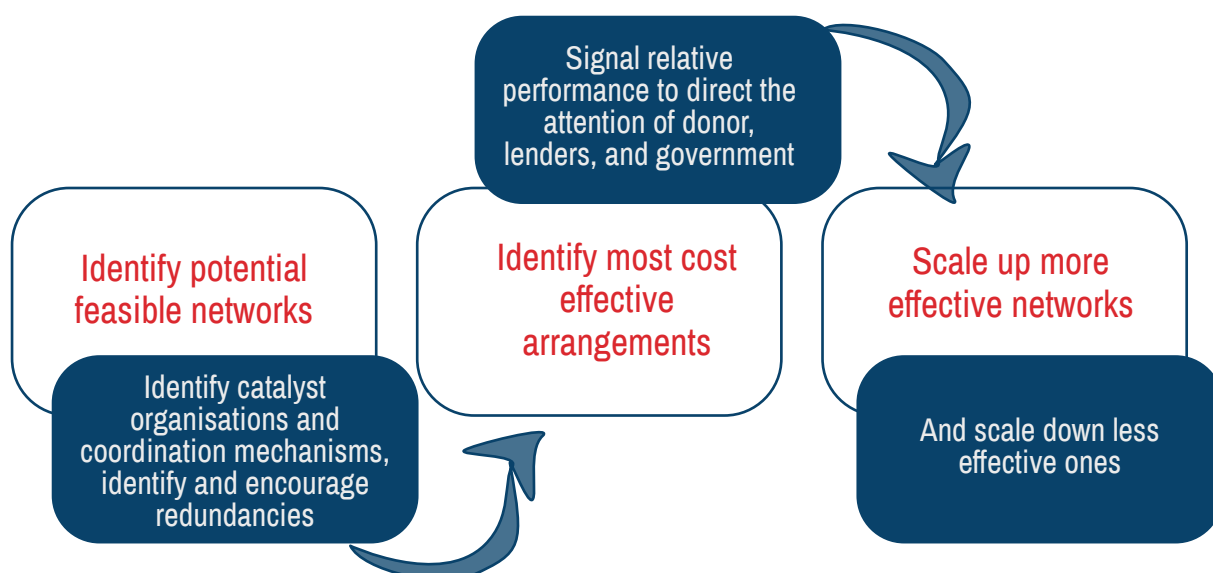 Identify potential
feasible networks
Identify catalyst
organisations and
coordination mechanisms,
identify and encourage
redundancies
Signal relative
performance to direct the
attention of donor,
lenders, and government
Identify most cost
effective
arrangements
Scale up more
effective networks
And scale down less
effective ones